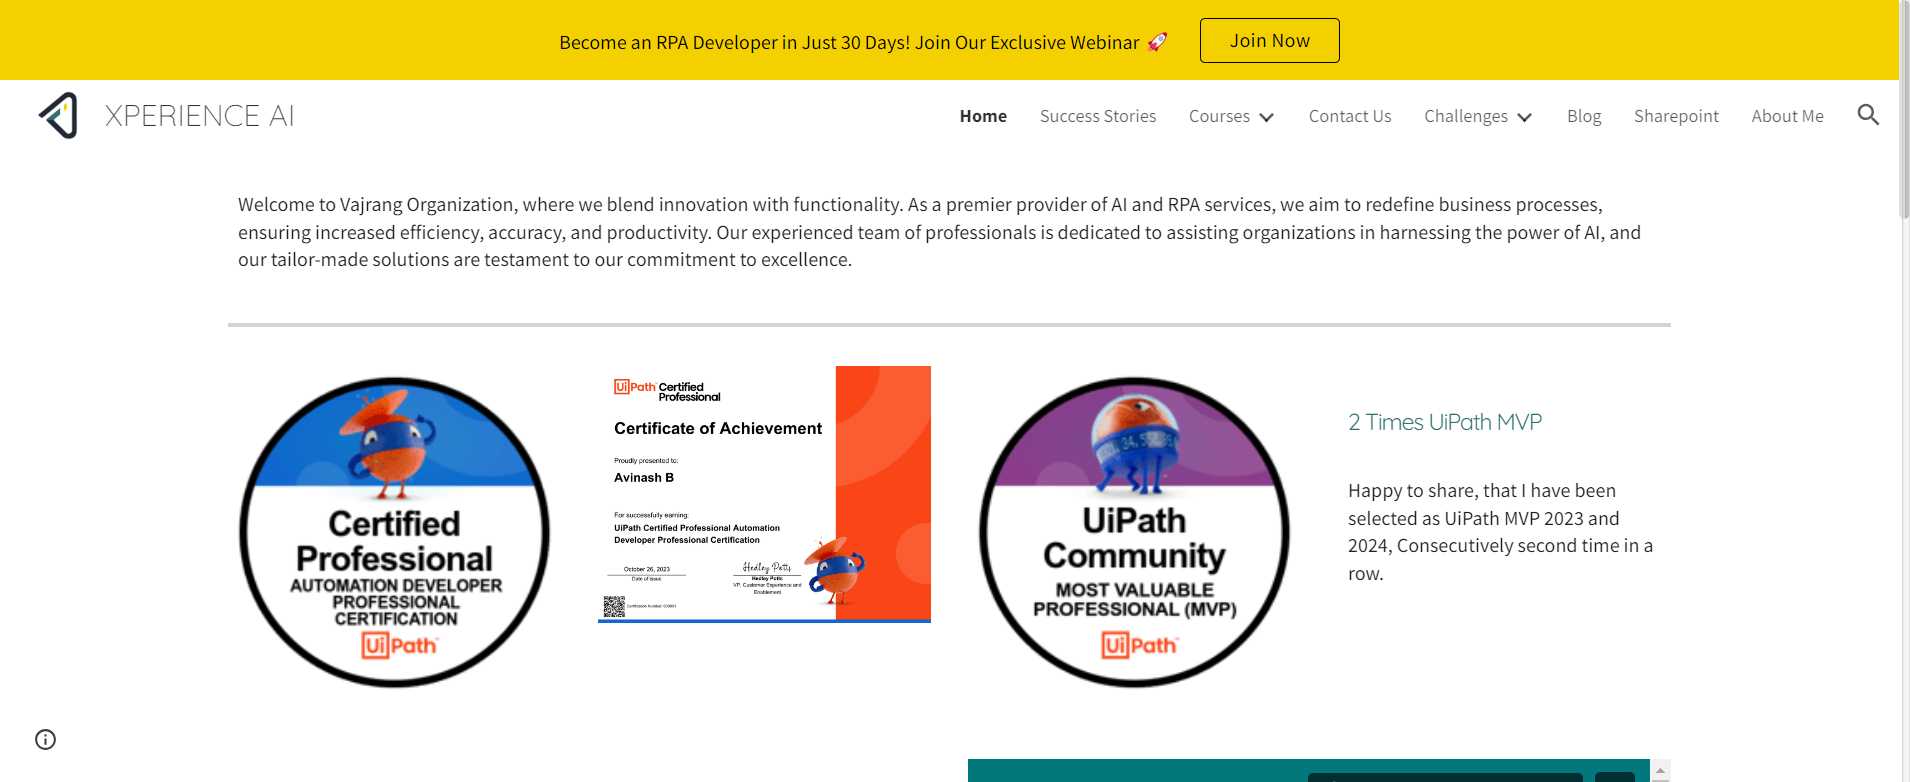 Become an RPA Developer in Just 30 Days! Join Our Exclusive Webinar 🚀
Join Now
XPERIENCE AI
Home
Success Stories
Courses
Contact Us
Challenges
Blog
Sharepoint
About Me
Welcome to Vajrang Organization, where we blend innovation with functionality. As a premier provider of AI and RPA services, we aim to redefine business processes,
ensuring increased efficiency, accuracy, and productivity. Our experienced team of professionals is dedicated to assisting organizations in harnessing the power of AI, and
our tailor-made solutions are testament to our commitment to excellence.
Certified
Professional
AUTOMATION DEVELOPER
PROFESSIONAL
CERTIFICATION
UiPath
UiPath Certified
Professional
Certificate of Achievement
Proudly presented to:
Avinash B
For successfully earning:
UiPath Certified Professional Automation
Developer Professional Certification
October 26, 2023
Date of Issue
Hedley Potts
Hedley Potts
VP, Customer Experience and
Enablement
Certification Number:
UiPath
Community
MOST VALUABLE
PROFESSIONAL (MVP)
UiPath
2 Times UiPath MVP
Happy to share, that I have been
selected as UiPath MVP 2023 and
2024, Consecutively second time in a
row.